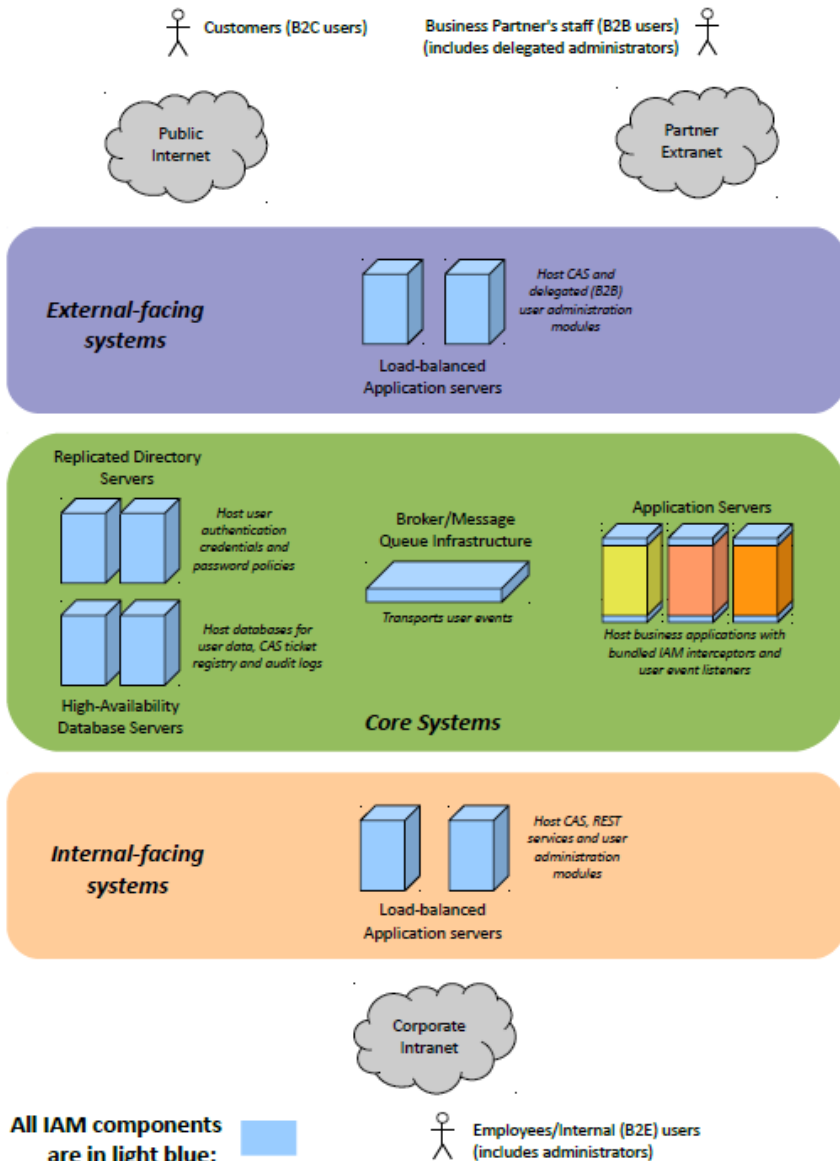 Customers (B2C users)
Business Partner's staff (B2B users)
(includes delegated administrators)
Public
Internet
Partner
Extranet
External-facing
systems
Host CAS and
delegated (B2B)
user administration
modules
Load-balanced
Application servers
Replicated Directory
Servers
Host user
authentication
credentials and
password policies
Broker/Message
Queue Infrastructure
Transports user events
Application Servers
Host business applications with
bundled IAM interceptors and
user event listeners
Host databases for
user data, CAS ticket
registry and audit logs
High-Availability
Database Servers
Core Systems
Internal-facing
systems
Host CAS, REST
services and user
administration
modules
Load-balanced
Application servers
Corporate
Intranet
All IAM components
are in light blue:
Employees/Internal (B2E) users
(includes administrators)